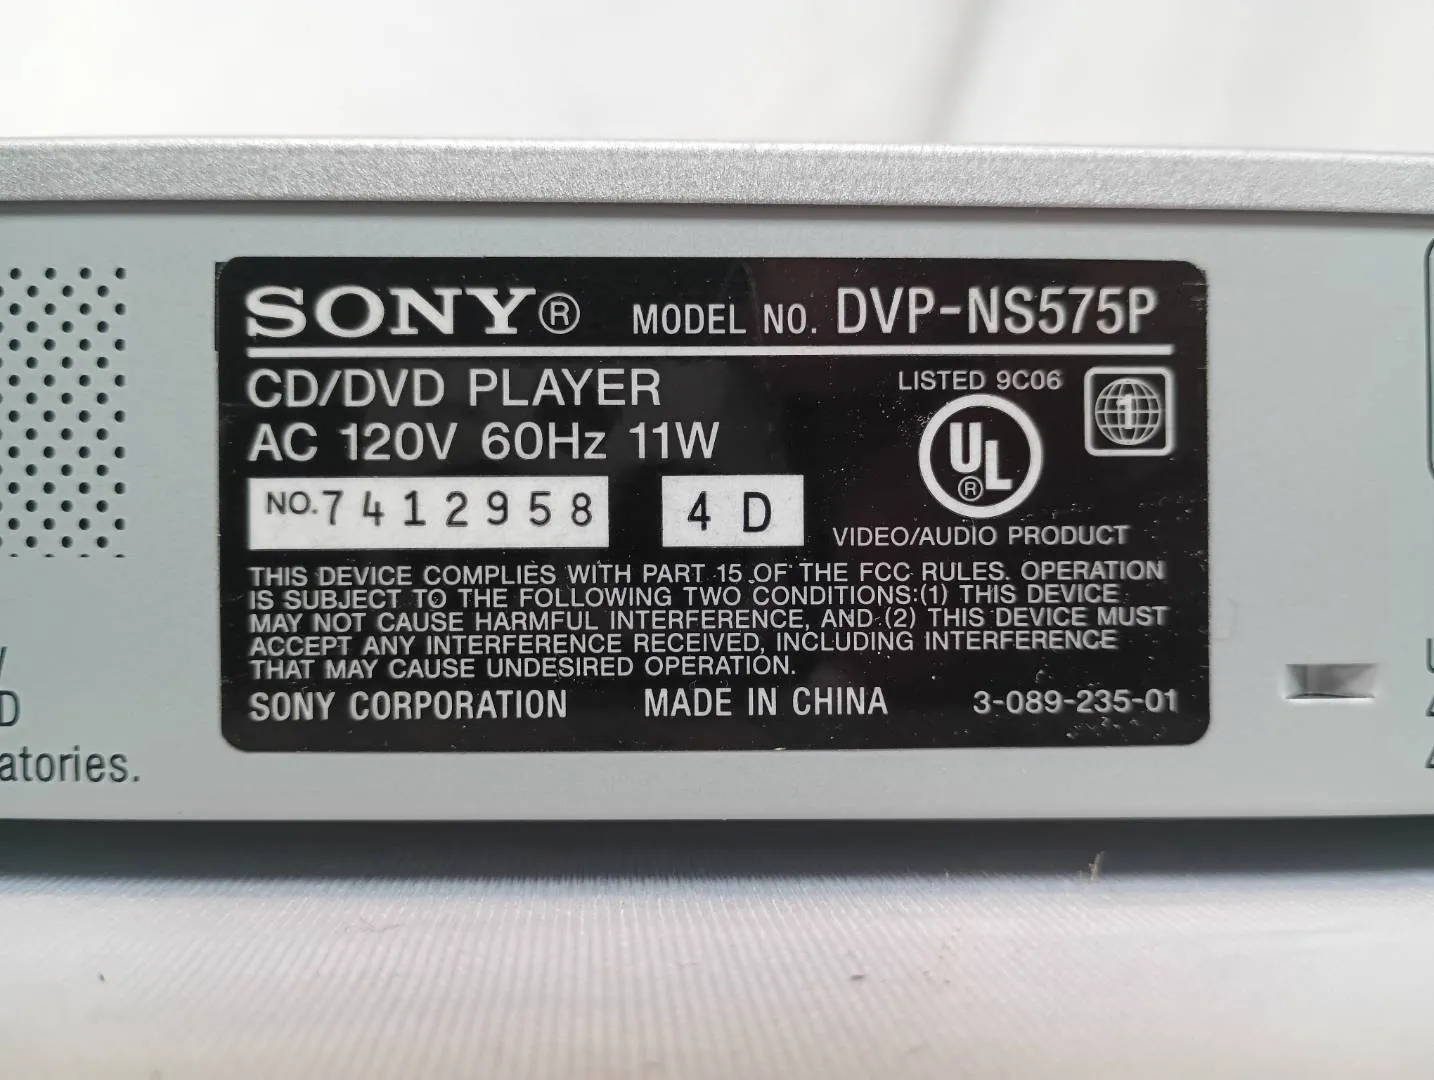 SONY® MODEL NO. DVP-NS575P
CD/DVD PLAYER
LISTED 9C06
1
AC 120V 60Hz 11W
UL®
NO.7412958
4 D
VIDEO/AUDIO PRODUCT
THIS DEVICE COMPLIES WITH PART 15 OF THE FCC RULES. OPERATION
IS SUBJECT TO THE FOLLOWING TWO CONDITIONS:(1) THIS DEVICE
MAY NOT CAUSE HARMFUL INTERFERENCE, AND (2) THIS DEVICE MUST
ACCEPT ANY INTERFERENCE RECEIVED, INCLUDING INTERFERENCE
THAT MAY CAUSE UNDESIRED OPERATION.
SONY CORPORATION MADE IN CHINA 3-089-235-01
D
atories.